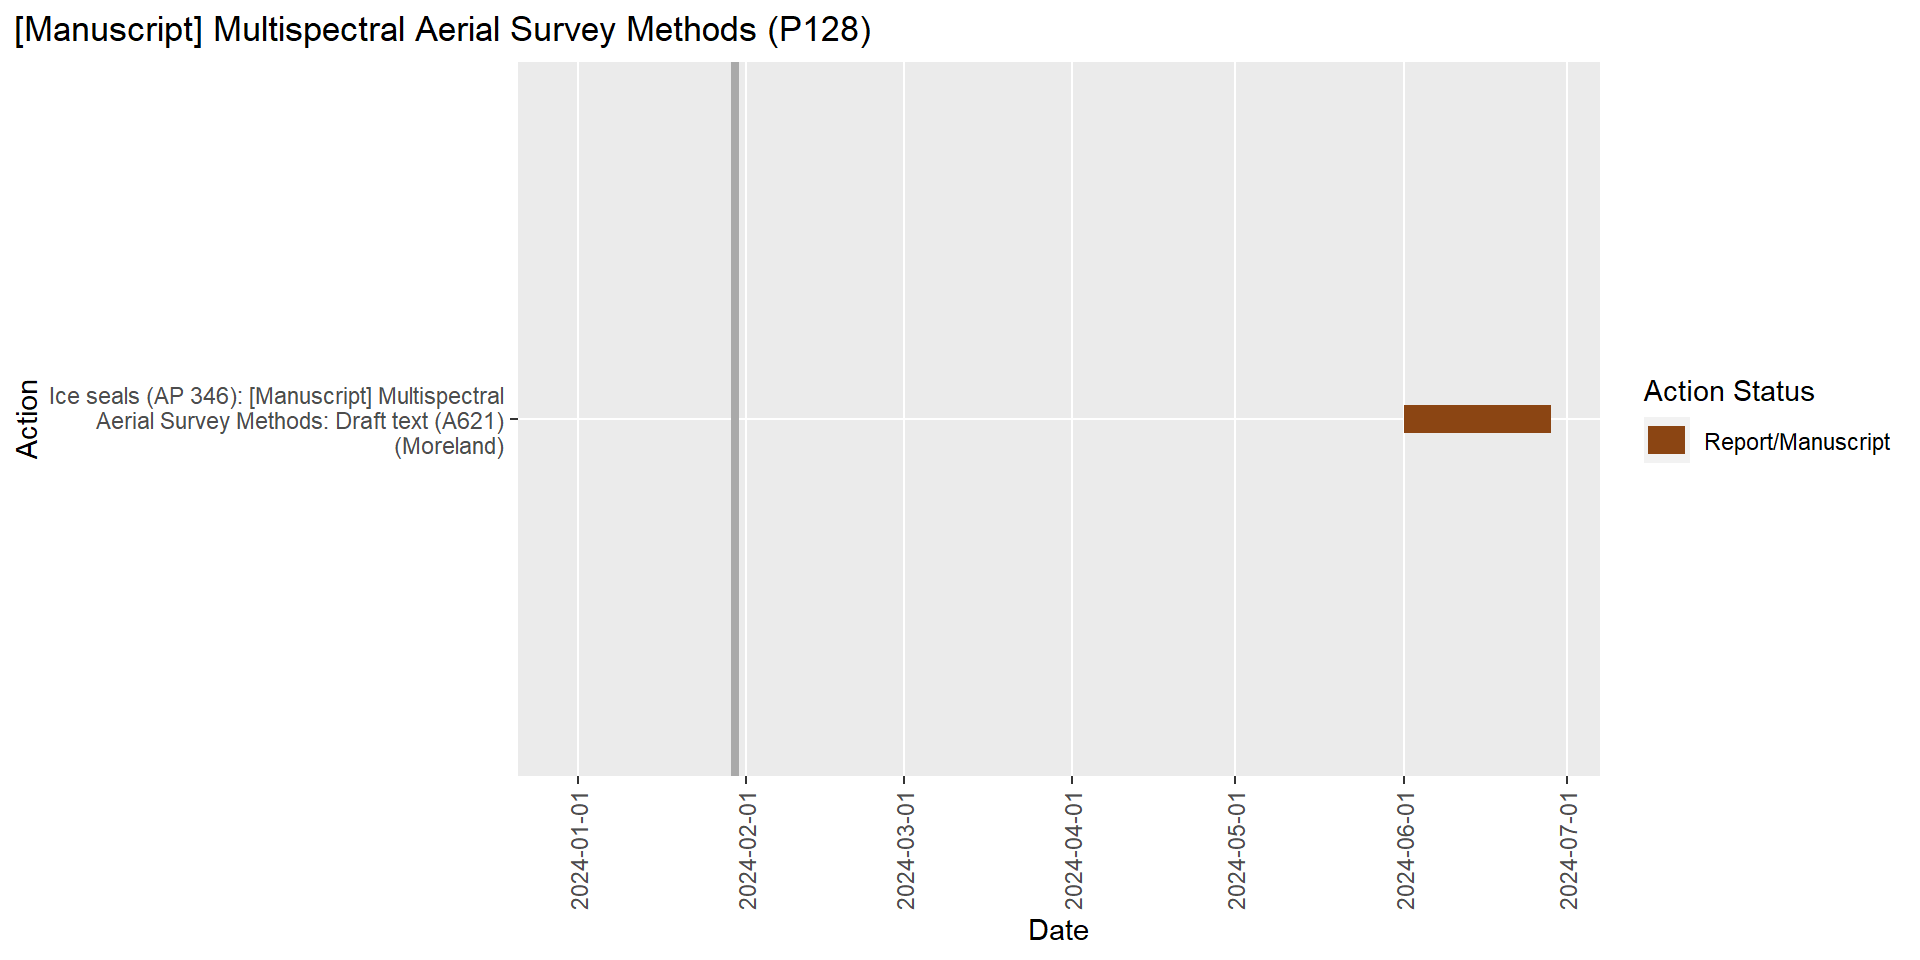 [Manuscript] Multispectral Aerial Survey Methods (P128)
Action
Ice seals (AP 346): [Manuscript] Multispectral
Aerial Survey Methods: Draft text (A621)
(Moreland)
Action Status
Report/Manuscript
2024-01-01
2024-02-01
2024-03-01
2024-04-01
2024-05-01
2024-06-01
2024-07-01
Date